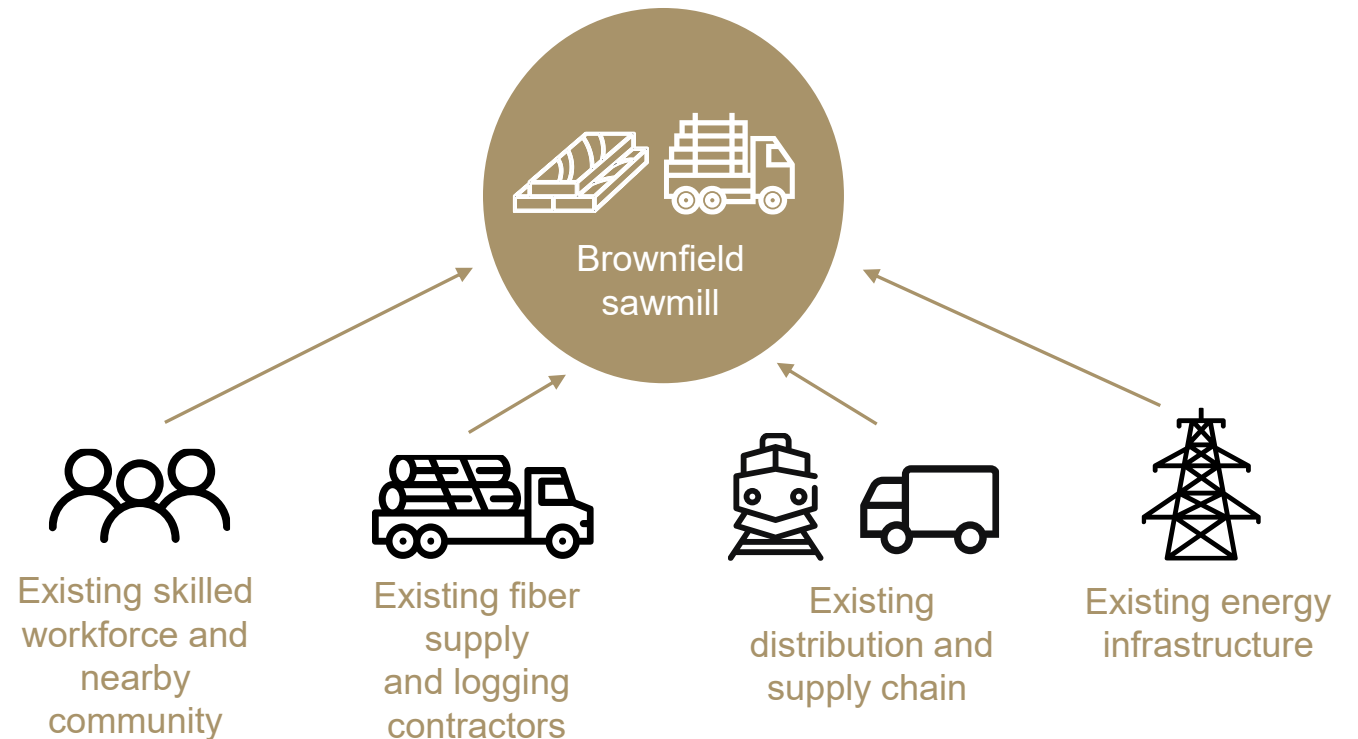 Brownfield
sawmill
Existing skilled
workforce and
nearby
community
Existing fiber
supply
and logging
contractors
Existing
distribution and
supply chain
Existing energy
infrastructure